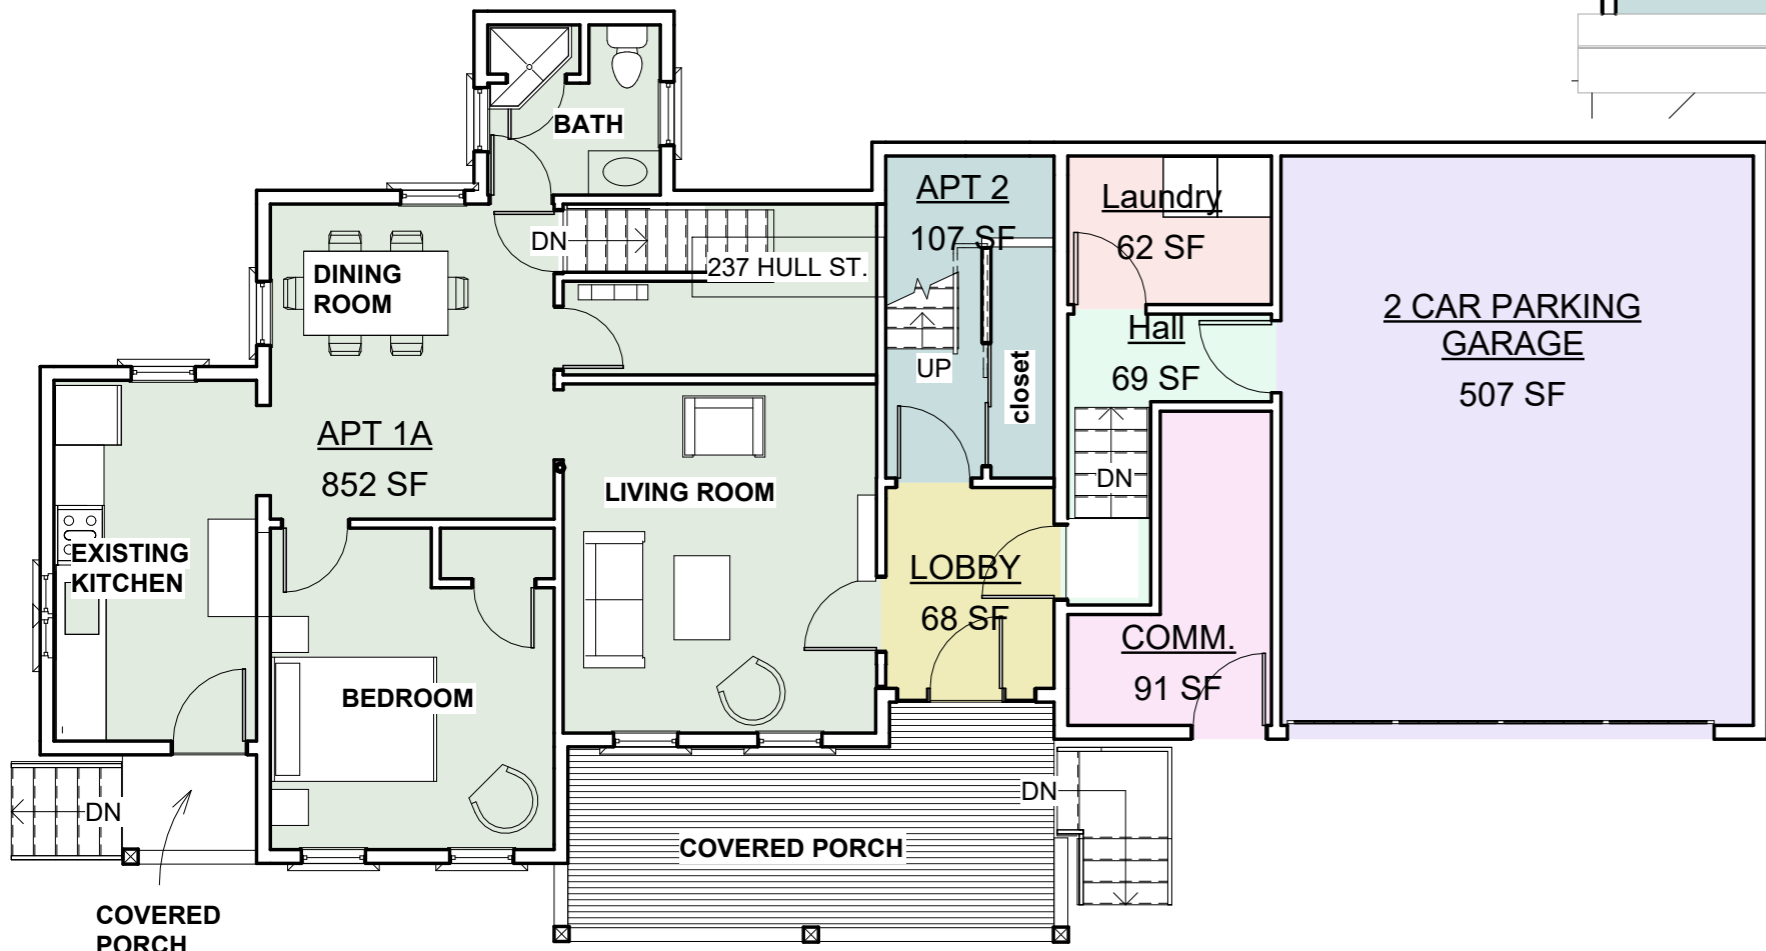 BATH
APT 2
107 SF
Laundry
62 SF
DN
237 HULL ST.
DINING
ROOM
2 CAR PARKING
GARAGE
507 SF
Hall
69 SF
UP
closet
APT 1A
852 SF
LIVING ROOM
DN
EXISTING
KITCHEN
LOBBY
68 SF
COMM.
91 SF
BEDROOM
DN
DN
COVERED PORCH
COVERED
PORCH